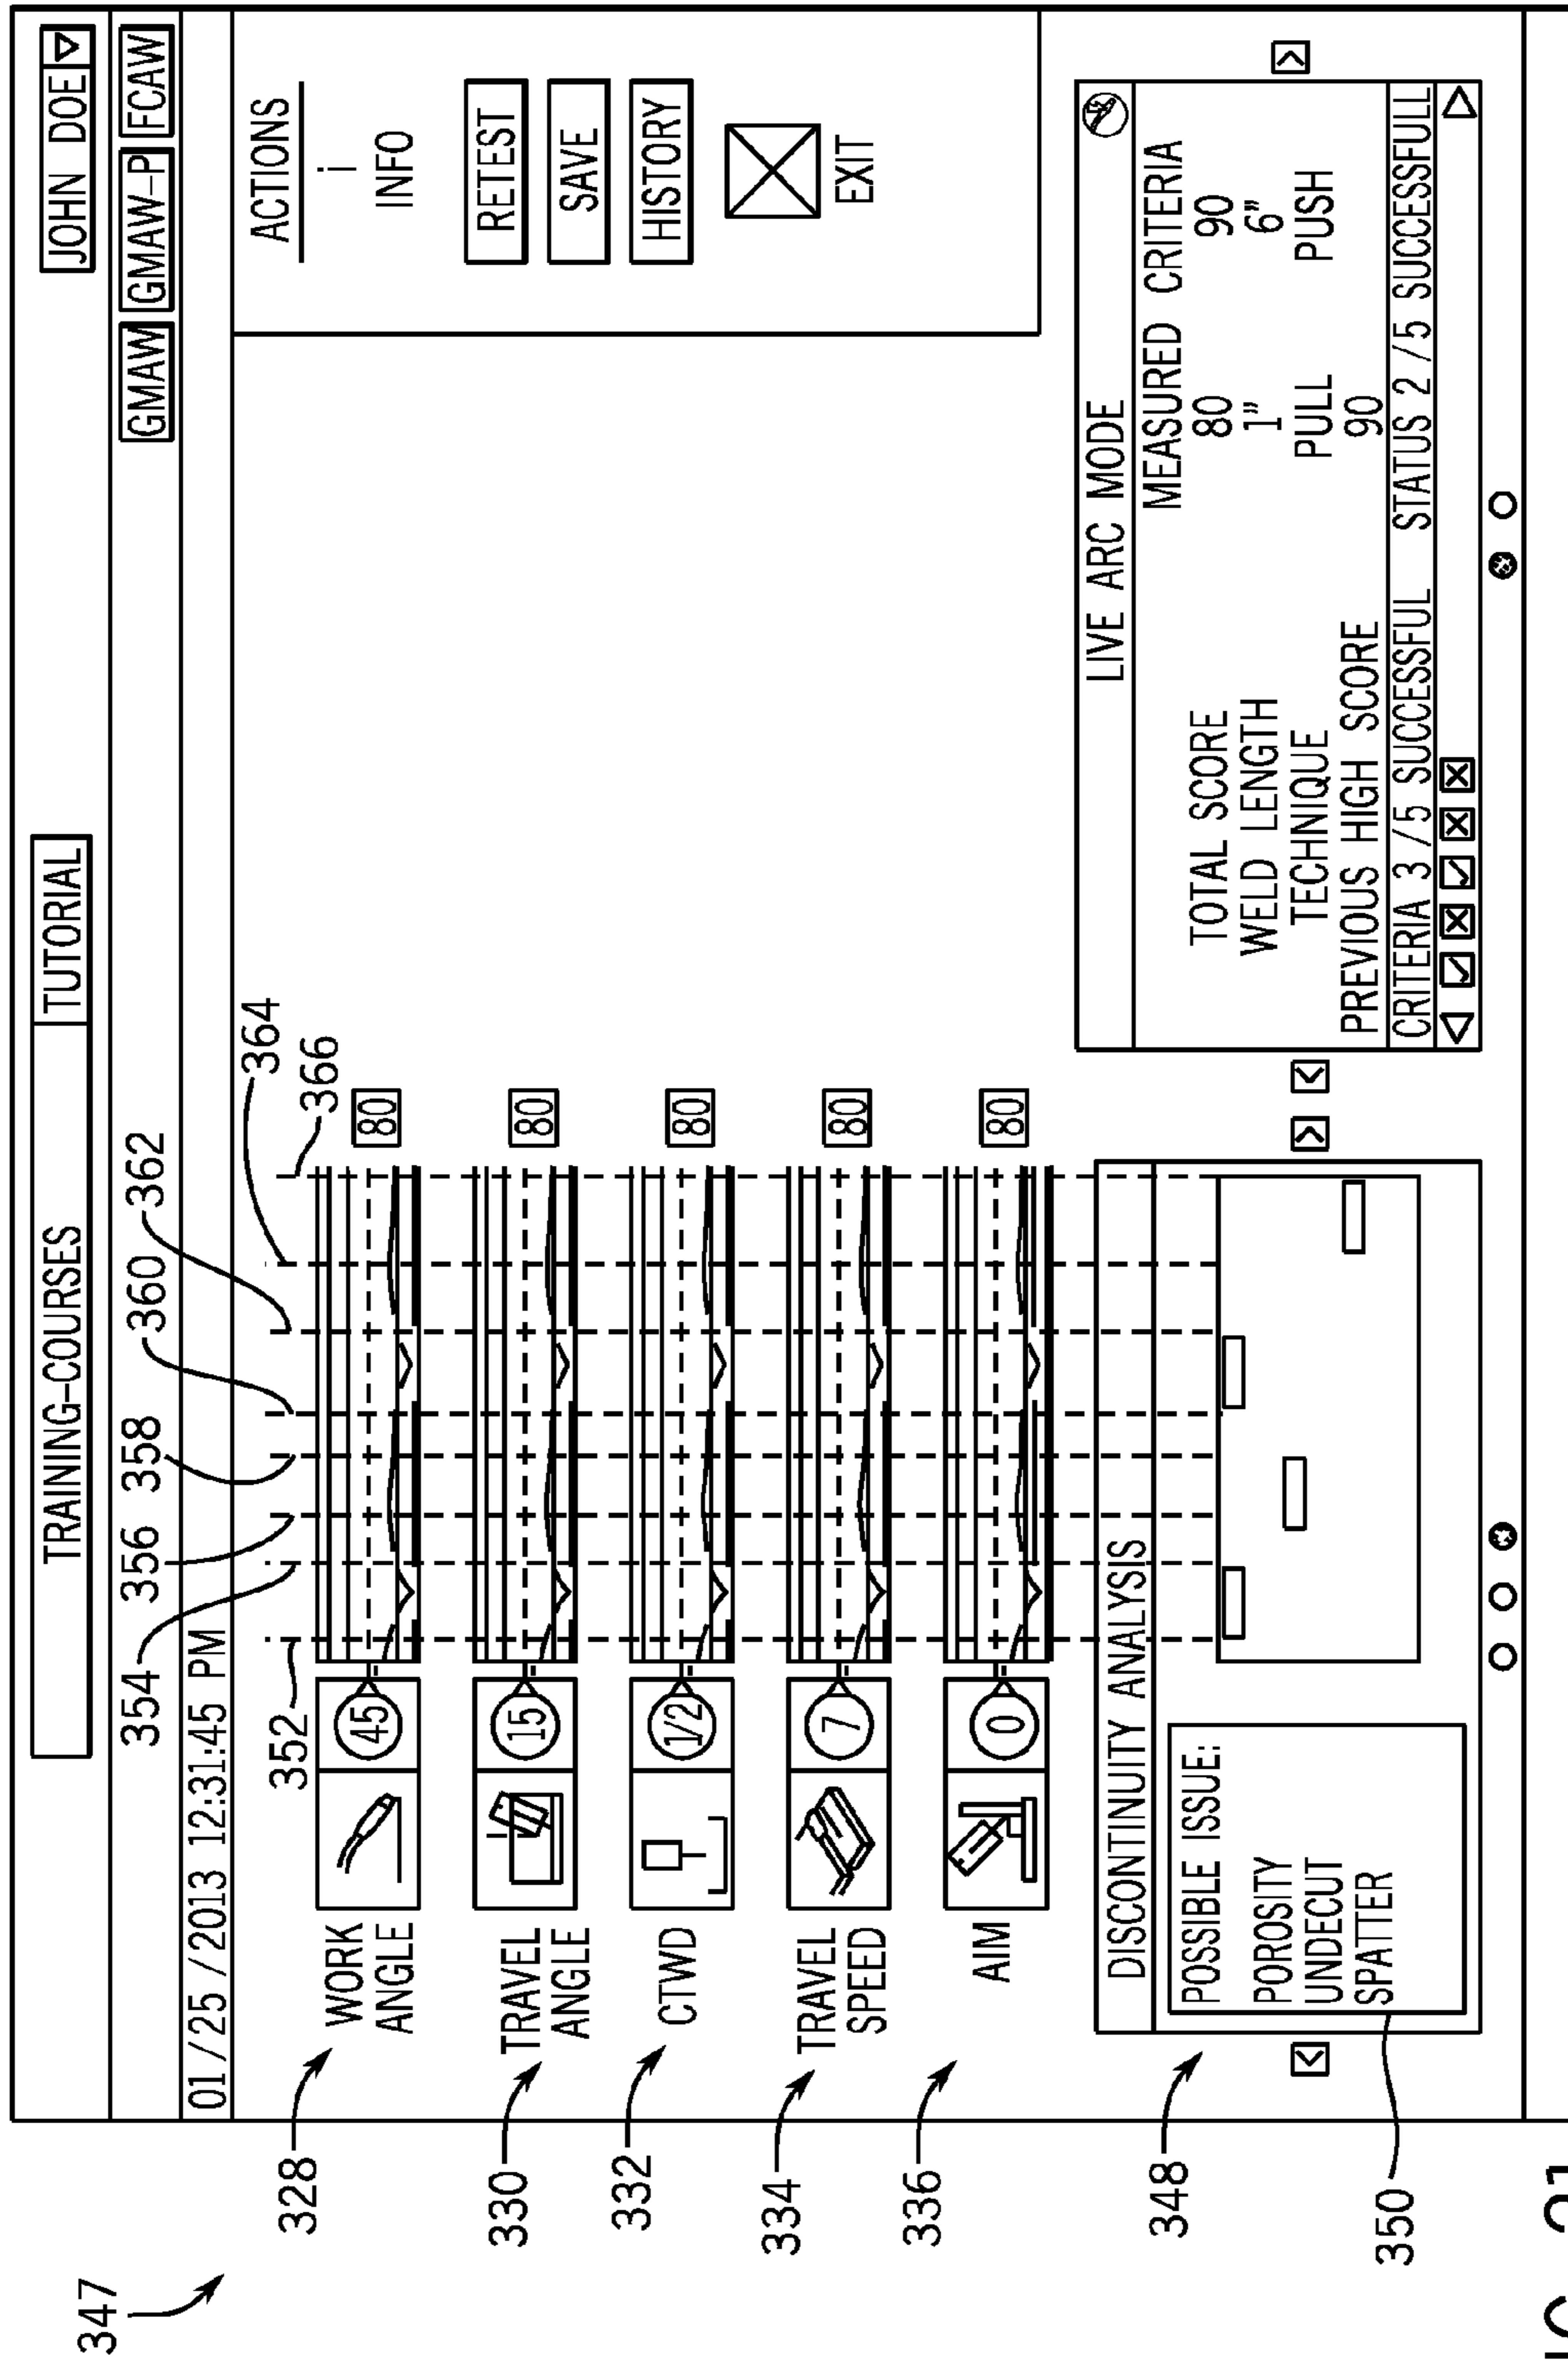 347
TRAINING-COURSES
TUTORIAL
JOHN DOE
GMAW
GMAW-P
FCAW
01/25/2013 12:31:45 PM
352
354
356
358
360
362
364
366
328
WORK ANGLE
45
80
330
TRAVEL ANGLE
15
80
332
CTWD
1/2
80
334
TRAVEL SPEED
7
80
336
AIM
0
80
ACTIONS
i
INFO
RETEST
SAVE
HISTORY
EXIT
348
DISCONTINUITY ANALYSIS
POSSIBLE ISSUE:
POROSITY
UNDECUT
SPATTER
350
LIVE ARC MODE
MEASURED CRITERIA
TOTAL SCORE 80 90
WELD LENGTH 1" 6"
TECHNIQUE PULL PUSH
PREVIOUS HIGH SCORE 90
CRITERIA 3/5 SUCCESSFUL STATUS 2/5 SUCCESSFULL